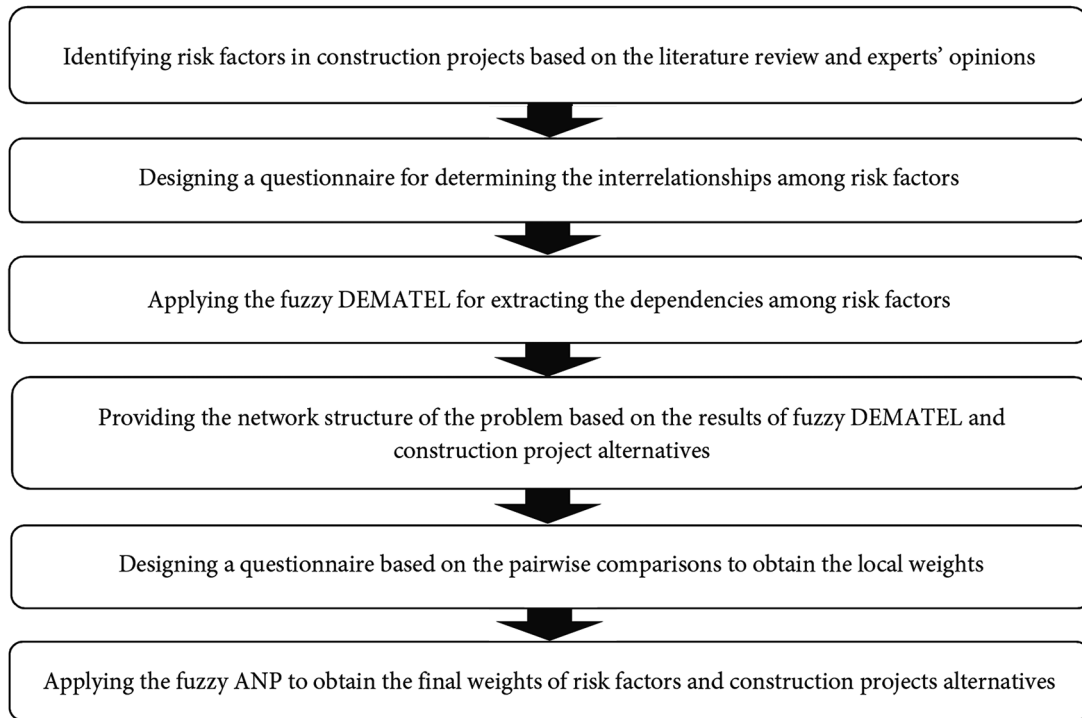 Identifying risk factors in construction projects based on the literature review and experts’ opinions
Designing a questionnaire for determining the interrelationships among risk factors
Applying the fuzzy DEMATEL for extracting the dependencies among risk factors
Providing the network structure of the problem based on the results of fuzzy DEMATEL and
construction project alternatives
Designing a questionnaire based on the pairwise comparisons to obtain the local weights
Applying the fuzzy ANP to obtain the final weights of risk factors and construction projects alternatives